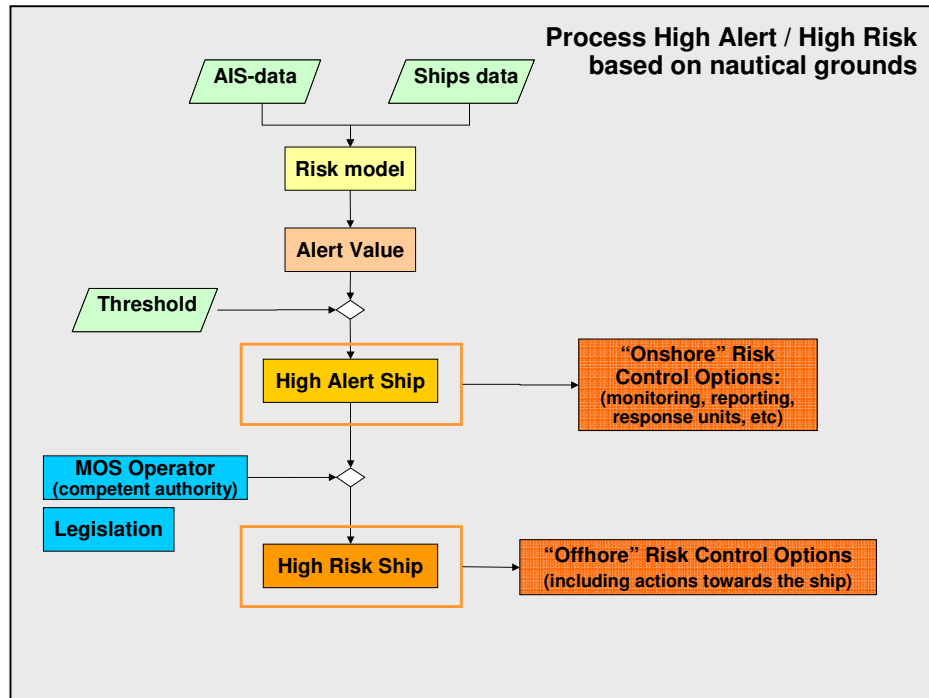 Process High Alert / High Risk
based on nautical grounds
AIS-data
Ships data
Risk model
Alert Value
Threshold
High Alert Ship
“Onshore” Risk
Control Options:
(monitoring, reporting,
response units, etc)
MOS Operator
(competent authority)
Legislation
High Risk Ship
“Offhore” Risk Control Options
(including actions towards the ship)